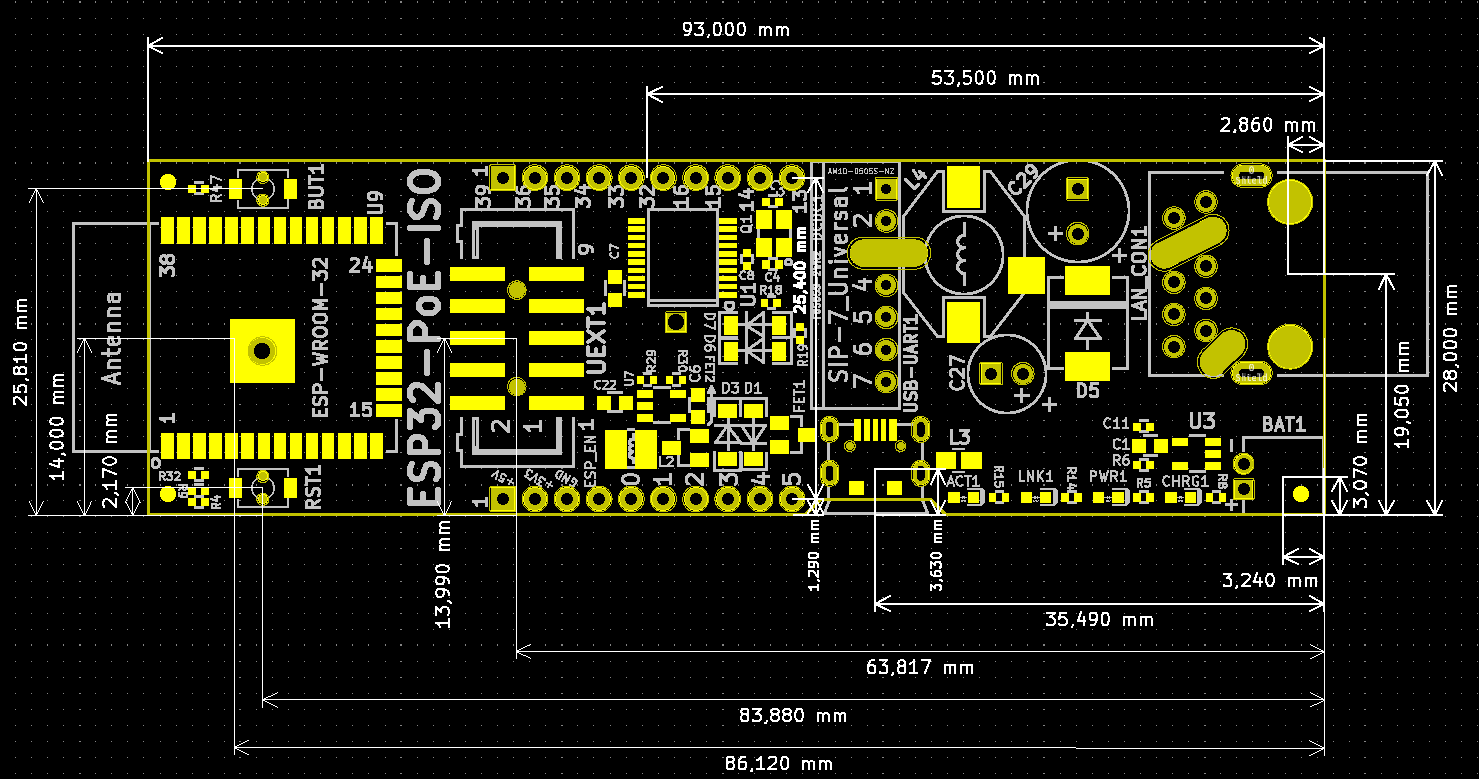 93,000 mm
53,500 mm
2,860 mm
R47
BUT1
U9
38
24
ESP-WROOM-32
Antenna
1
15
R32
R4
RST1
ESP32-PoE-ISO
39 1
36
35
34
33
32
16
15
14
13
9
C7
UEXT1
2
1
+5V
+3V3
GND
ESP_EN
1
1
0
1
2
3
4
5
U1
Q1
C8
C4
R18
D7
D6
FET2
R19
R29
R30
U7
C22
C6
L2
D3
D1
FET1
25,400 mm
AM1D-0505S-NZ
SIP-7_Universal
1
2
4
5
6
7
USB-UART1
L4
C29
+
+
C27
+
+
D5
LAN_CON1
0
Shield
0
Shield
L3
ACT1
R15
LNK1
R14
PWR1
R5
CHRG1
R8
C11
C1
R6
U3
BAT1
+
25,810 mm
14,000 mm
2,170 mm
13,990 mm
1,290 mm
3,630 mm
28,000 mm
19,050 mm
3,070 mm
3,240 mm
35,490 mm
63,817 mm
83,880 mm
86,120 mm